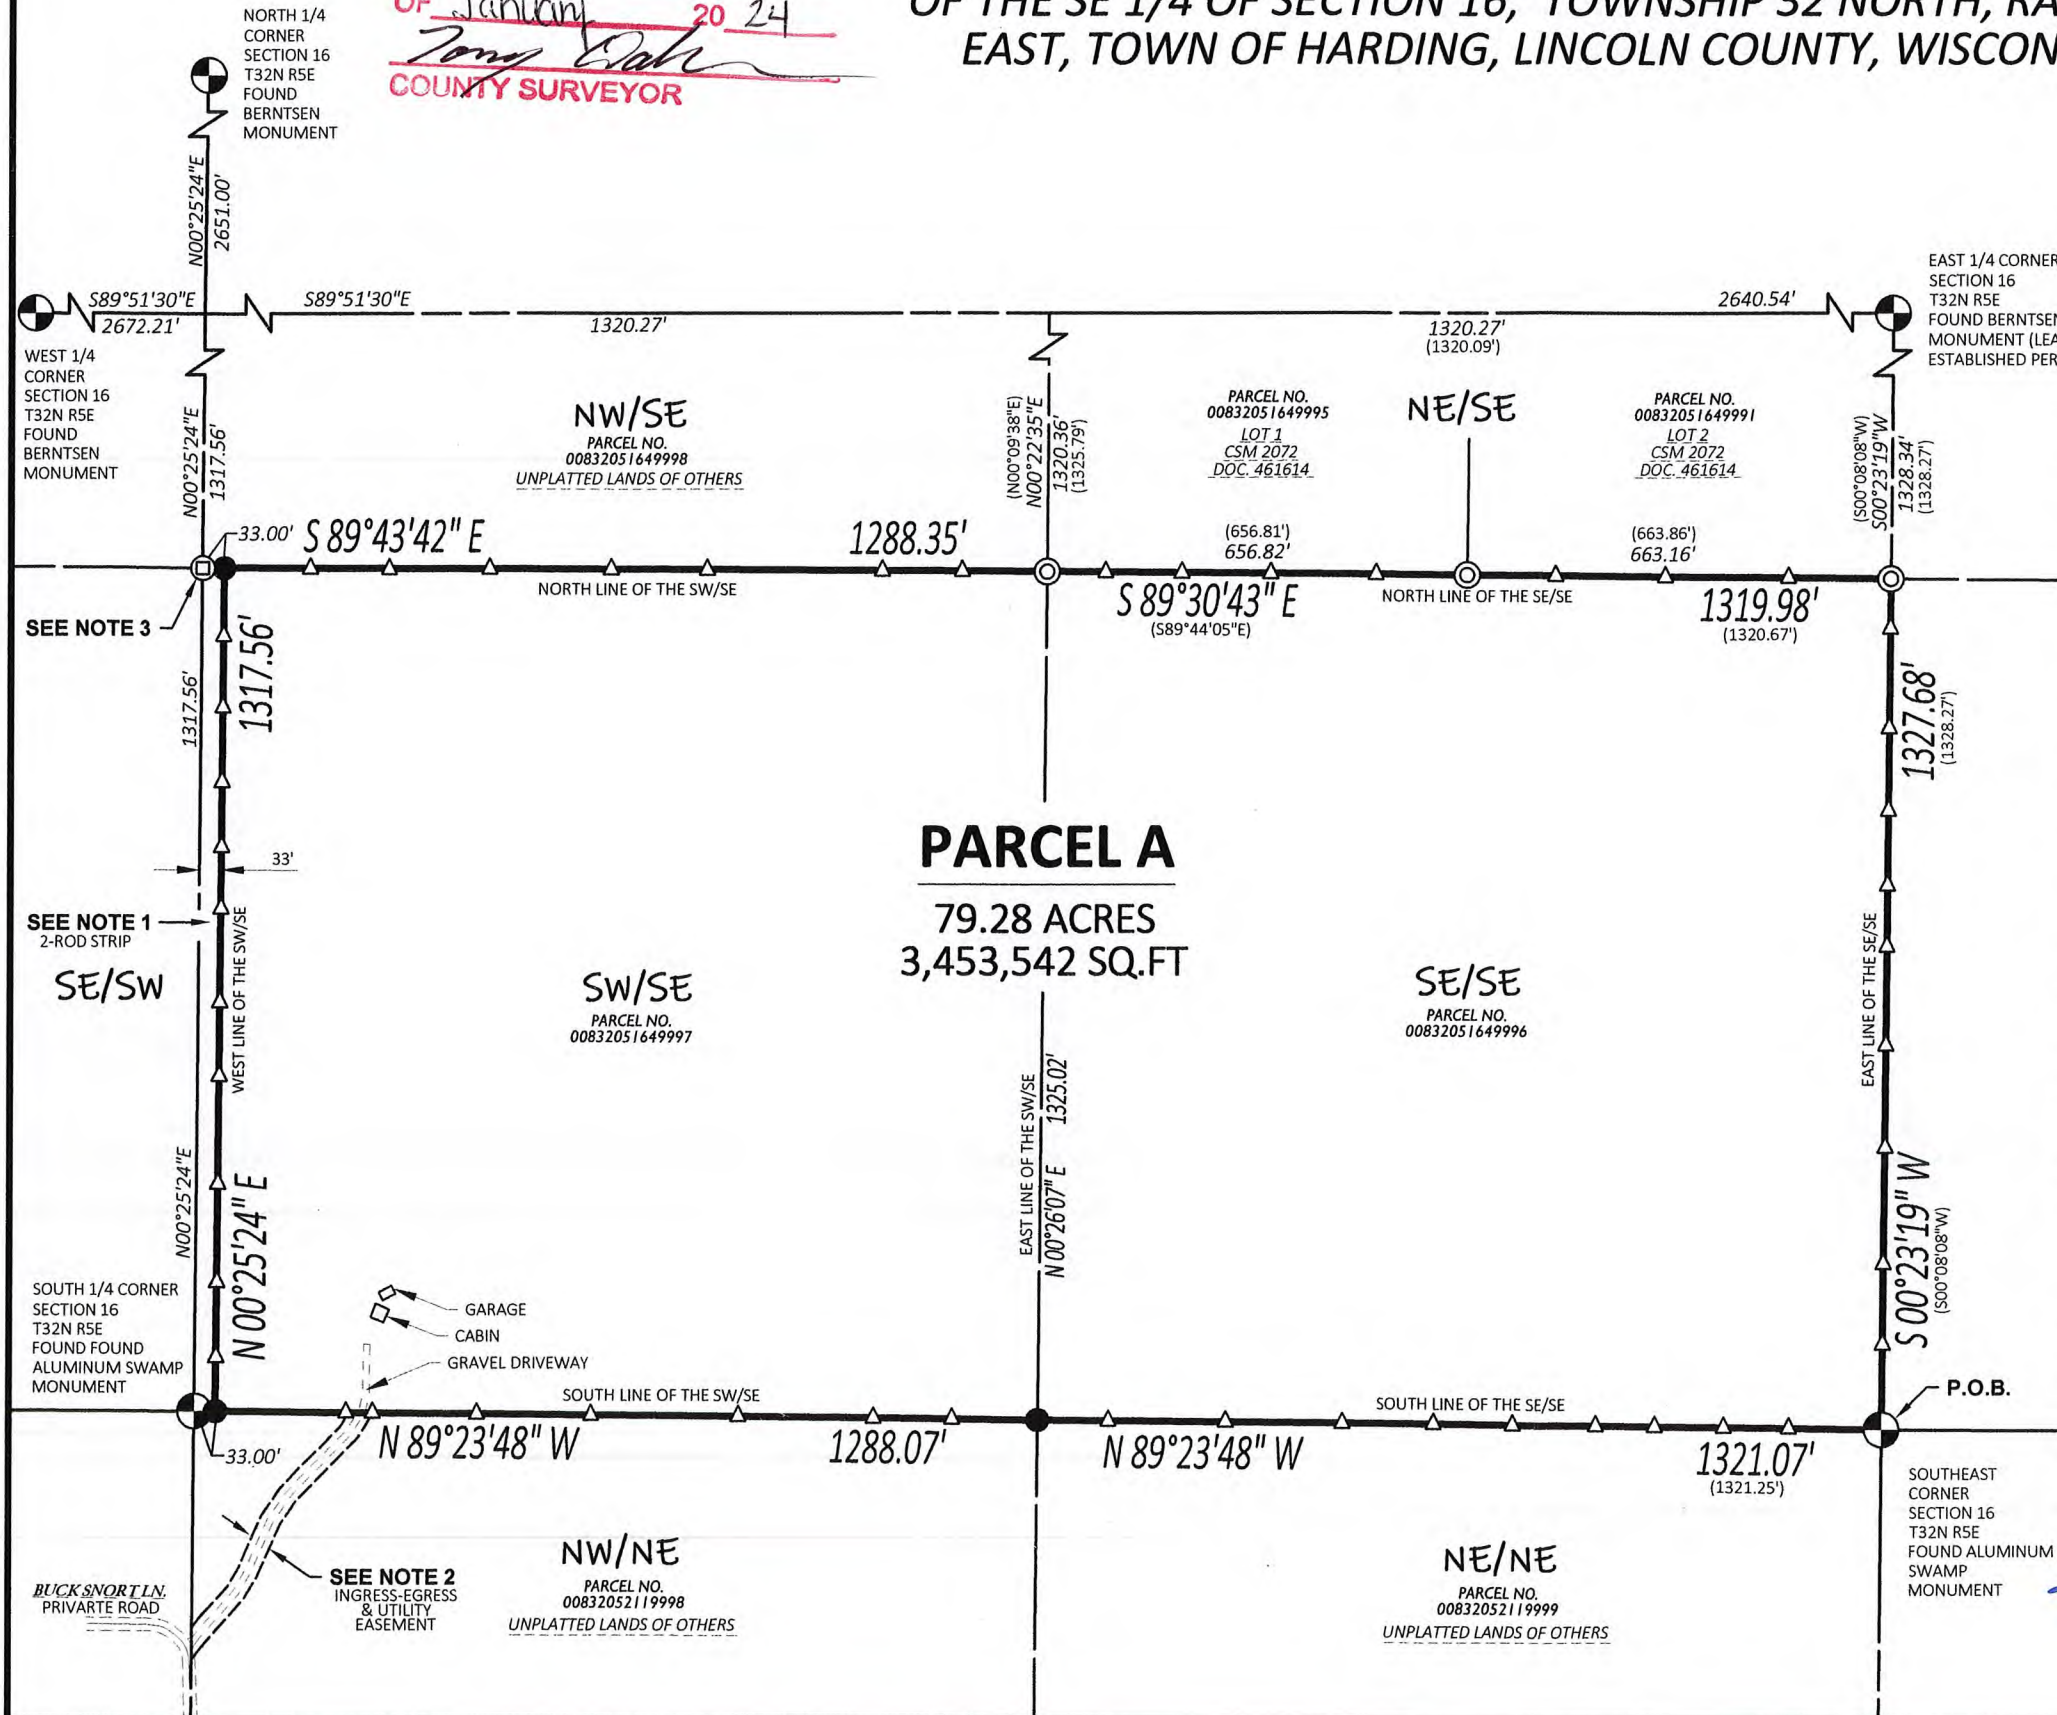 OF January 20 24
COUNTY SURVEYOR
OF THE SE 1/4 OF SECTION 16, TOWNSHIP 32 NORTH, RA
EAST, TOWN OF HARDING, LINCOLN COUNTY, WISCON
NORTH 1/4
CORNER
SECTION 16
T32N R5E
FOUND
BERNTSEN
MONUMENT
N00°25'24"E
2651.00'
S89°51'30"E
2672.21'
S89°51'30"E
1320.27'
1320.27'
(1320.09')
2640.54'
EAST 1/4 CORNER
SECTION 16
T32N R5E
FOUND BERNTSEN
MONUMENT (LEA
ESTABLISHED PER
WEST 1/4
CORNER
SECTION 16
T32N R5E
FOUND
BERNTSEN
MONUMENT
N00°25'24"E
1317.56'
NW/SE
PARCEL NO.
00832051649998
UNPLATTED LANDS OF OTHERS
(N00°09'38"E)
N00°22'35"E
1320.36'
(1325.79')
PARCEL NO.
00832051649995
LOT 1
CSM 2072
DOC. 461614
NE/SE
PARCEL NO.
00832051649991
LOT 2
CSM 2072
DOC. 461614
(S00°08'08"W)
S00°23'19"W
1328.34'
(1328.27')
33.00'
S 89°43'42" E
1288.35'
NORTH LINE OF THE SW/SE
(656.81')
656.82'
(663.86')
663.16'
S 89°30'43" E
(S89°44'05"E)
NORTH LINE OF THE SE/SE
1319.98'
(1320.67')
SEE NOTE 3
1317.56'
1317.56'
1327.68'
(1328.27')
33'
PARCEL A
79.28 ACRES
3,453,542 SQ.FT
SEE NOTE 1
2-ROD STRIP
SE/SW
WEST LINE OF THE SW/SE
SW/SE
PARCEL NO.
00832051649997
SE/SE
PARCEL NO.
00832051649996
EAST LINE OF THE SE/SE
EAST LINE OF THE SW/SE
N 00°26'07" E 1325.02'
N00°25'24"E
N 00°25'24" E
S 00°23'19" W
(S00°08'08"W)
SOUTH 1/4 CORNER
SECTION 16
T32N R5E
FOUND FOUND
ALUMINUM SWAMP
MONUMENT
GARAGE
CABIN
GRAVEL DRIVEWAY
SOUTH LINE OF THE SW/SE
SOUTH LINE OF THE SE/SE
P.O.B.
33.00'
N 89°23'48" W
1288.07'
N 89°23'48" W
1321.07'
(1321.25')
SOUTHEAST
CORNER
SECTION 16
T32N R5E
FOUND ALUMINUM
SWAMP
MONUMENT
SEE NOTE 2
INGRESS-EGRESS
& UTILITY
EASEMENT
BUCK SNORT LN.
PRIVARTE ROAD
NW/NE
PARCEL NO.
00832052119998
UNPLATTED LANDS OF OTHERS
NE/NE
PARCEL NO.
00832052119999
UNPLATTED LANDS OF OTHERS